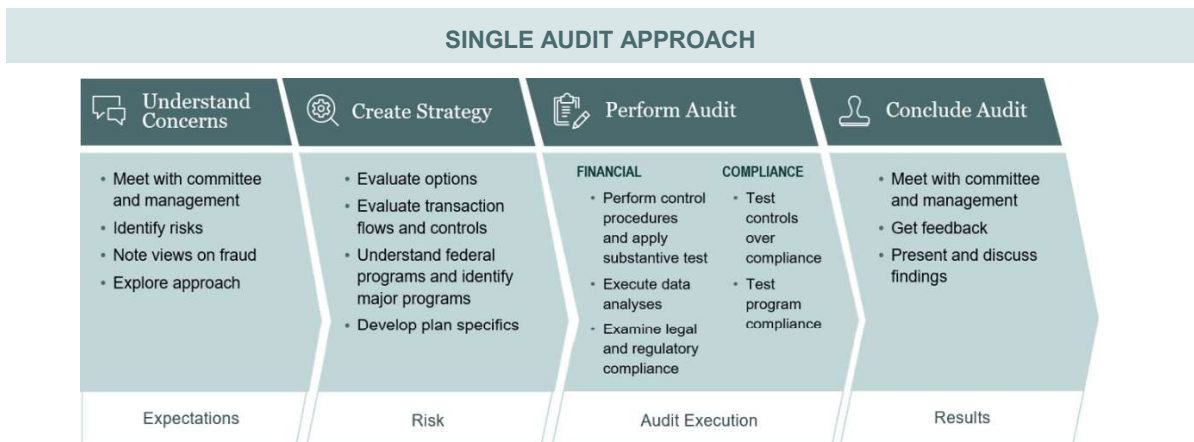 SINGLE AUDIT APPROACH
Understand
Concerns
Create Strategy
Perform Audit
Conclude Audit
• Meet with committee
and management
• Identify risks
• Note views on fraud
• Explore approach
• Evaluate options
• Evaluate transaction
flows and controls
• Understand federal
programs and identify
major programs
• Develop plan specifics
FINANCIAL
• Perform control
procedures
and apply
substantive test
• Execute data
analyses
• Examine legal
and regulatory
compliance
COMPLIANCE
• Test
controls
over
compliance
• Test
program
compliance
• Meet with committee
and management
• Get feedback
• Present and discuss
findings
Expectations
Risk
Audit Execution
Results